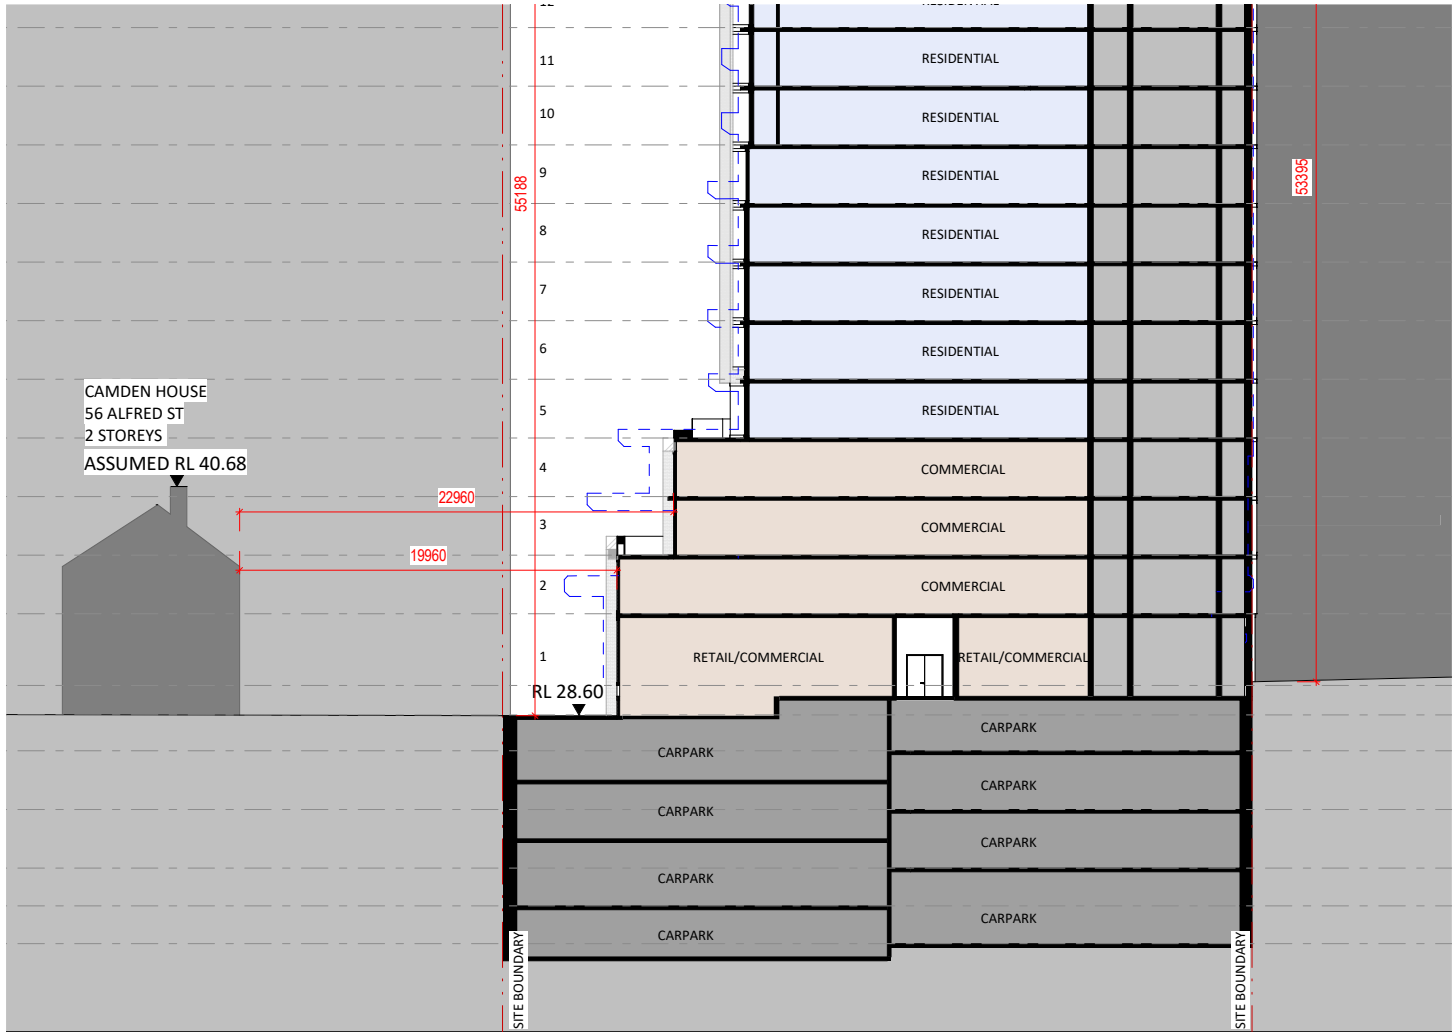 12
RESIDENTIAL
11
RESIDENTIAL
10
RESIDENTIAL
9
RESIDENTIAL
55188
53395
8
RESIDENTIAL
7
RESIDENTIAL
6
RESIDENTIAL
5
RESIDENTIAL
CAMDEN HOUSE
56 ALFRED ST
2 STOREYS
ASSUMED RL 40.68
4
COMMERCIAL
22960
3
COMMERCIAL
19960
2
COMMERCIAL
1
RETAIL/COMMERCIAL
RETAIL/COMMERCIAL
RL 28.60
CARPARK
CARPARK
CARPARK
CARPARK
CARPARK
CARPARK
CARPARK
CARPARK
SITE BOUNDARY
SITE BOUNDARY